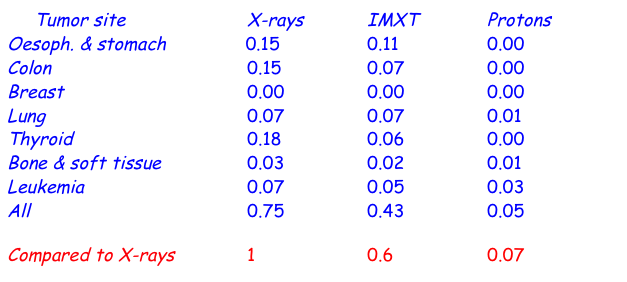 Tumor site X-rays IMXT Protons
Oesoph. & stomach 0.15 0.11 0.00
Colon 0.15 0.07 0.00
Breast 0.00 0.00 0.00
Lung 0.07 0.07 0.01
Thyroid 0.18 0.06 0.00
Bone & soft tissue 0.03 0.02 0.01
Leukemia 0.07 0.05 0.03
All 0.75 0.43 0.05
Compared to X-rays 1 0.6 0.07